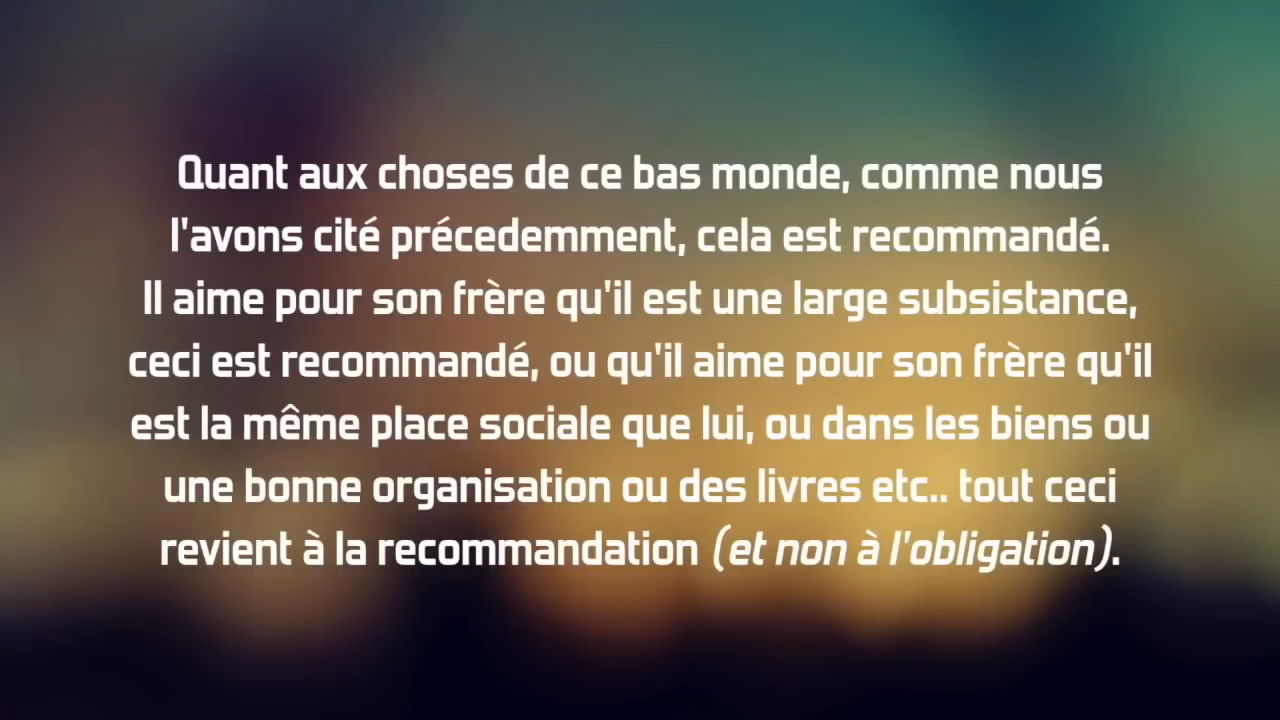 Quant aux choses de ce bas monde, comme nous
l'avons cité précedemment, cela est recommandé.
Il aime pour son frère qu'il est une large subsistance,
ceci est recommandé, ou qu'il aime pour son frère qu'il
est la même place sociale que lui, ou dans les biens ou
une bonne organisation ou des livres etc.. tout ceci
revient à la recommandation (et non à l'obligation).